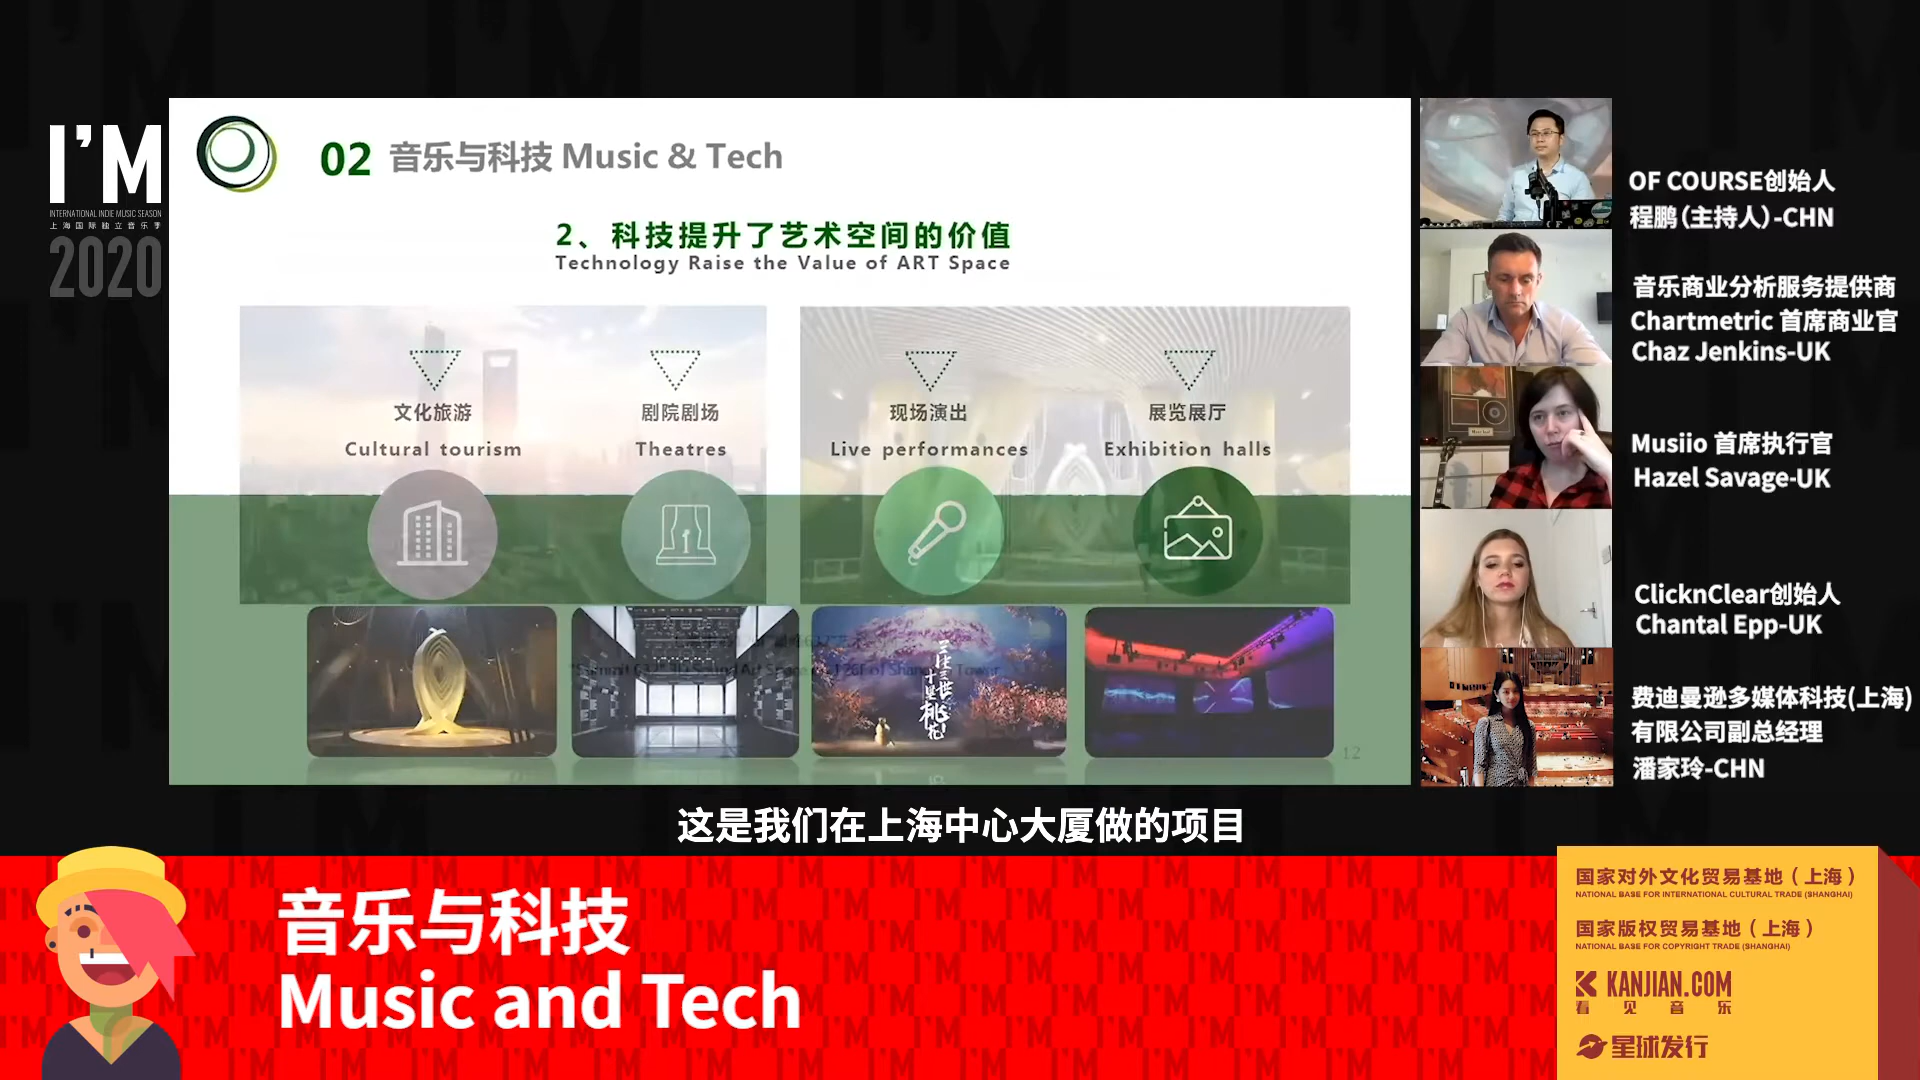 I'M
INTERNATIONAL INDIE MUSIC SEASON
上海国际独立音乐季
2020
02 音乐与科技 Music & Tech
2、科技提升了艺术空间的价值
Technology Raise the Value of ART Space
文化旅游
Cultural tourism
剧院剧场
Theatres
现场演出
Live performances
展览展厅
Exhibition halls
三生三世
十里桃花
12
OF COURSE创始人
程鹏(主持人)-CHN
音乐商业分析服务提供商
Chartmetric 首席商业官
Chaz Jenkins-UK
Musiio 首席执行官
Hazel Savage-UK
ClicknClear创始人
Chantal Epp-UK
费迪曼逊多媒体科技(上海)
有限公司副总经理
潘家玲-CHN
这是我们在上海中心大厦做的项目
音乐与科技
Music and Tech
国家对外文化贸易基地（上海）
NATIONAL BASE FOR INTERNATIONAL CULTURAL TRADE (SHANGHAI)
国家版权贸易基地（上海）
NATIONAL BASE FOR COPYRIGHT TRADE (SHANGHAI)
KANJIAN.COM
看见音乐
星球发行